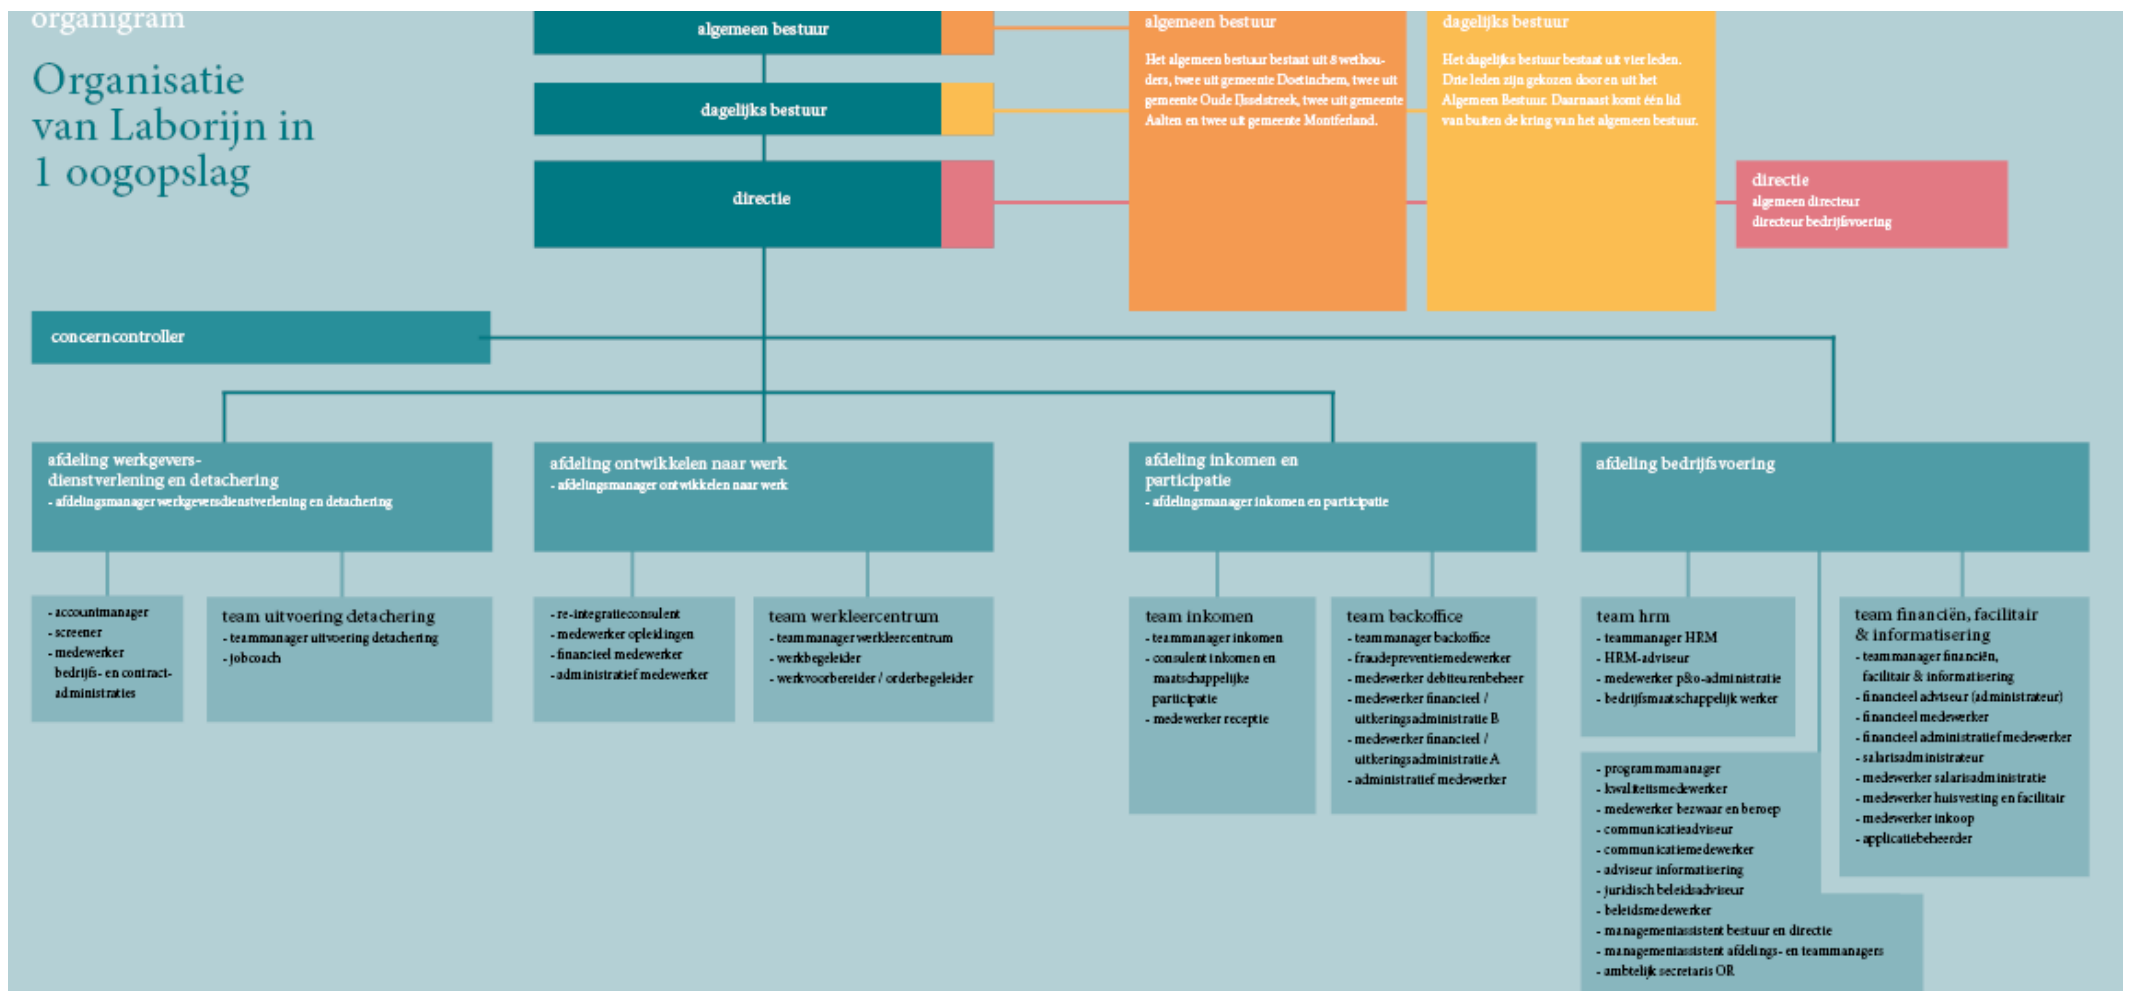 organigram
Organisatie
van Laborijn in
1 oogopslag
algemeen bestuur
dagelijks bestuur
directie
algemeen bestuur
Het algemeen bestuur bestaat uit 8 wethou-
ders, twee uit gemeente Doetinchem, twee uit
gemeente Oude IJsselstreek, twee uit gemeente
Aalten en twee uit gemeente Montferland.
dagelijks bestuur
Het dagelijks bestuur bestaat uit vier leden.
Drie leden zijn gekozen door en uit het
Algemeen Bestuur. Daarnaast komt één lid
van buiten de kring van het algemeen bestuur.
directie
algemeen directeur
directeur bedrijfsvoering
concerncontroller
afdeling werkgevers-
dienstverlening en detachering
- afdelingsmanager werkgeversdienstverlening en detachering
afdeling ontwikkelen naar werk
- afdelingsmanager ontwikkelen naar werk
afdeling inkomen en
participatie
- afdelingsmanager inkomen en participatie
afdeling bedrijfsvoering
- accountmanager
- screener
- medewerker
bedrijfs- en contract-
administraties
team uitvoering detachering
- teammanager uitvoering detachering
- jobcoach
- re-integratieconsulent
- medewerker opleidingen
- financieel medewerker
- administratief medewerker
team werkleercentrum
- teammanager werkleercentrum
- werkbegeleider
- werkvoorbereider / orderbegeleider
team inkomen
- teammanager inkomen
- consulent inkomen en
maatschappelijke
participatie
- medewerker receptie
team backoffice
- teammanager backoffice
- fraudepreventiemedewerker
- medewerker debiteurenbeheer
- medewerker financieel /
uitkeringsadministratie B
- medewerker financieel /
uitkeringsadministratie A
- administratief medewerker
team hrm
- teammanager HRM
- HRM-adviseur
- medewerker p&o-administratie
- bedrijfsmaatschappelijk werker
- programmamanager
- kwaliteitsmedewerker
- medewerker bezwaar en beroep
- communicatieadviseur
- communicatiemedewerker
- adviseur informatisering
- juridisch beleidsadviseur
- beleidsmedewerker
- managementassistent bestuur en directie
- managementassistent afdelings- en teammanagers
- ambtelijk secretaris OR
team financiën, facilitair
& informatisering
- teammanager financiën,
facilitair & informatisering
- financieel adviseur (administrateur)
- financieel medewerker
- financieel administratief medewerker
- salarisadministrateur
- medewerker salarisadministratie
- medewerker huisvesting en facilitair
- medewerker inkoop
- applicatiebeheerder